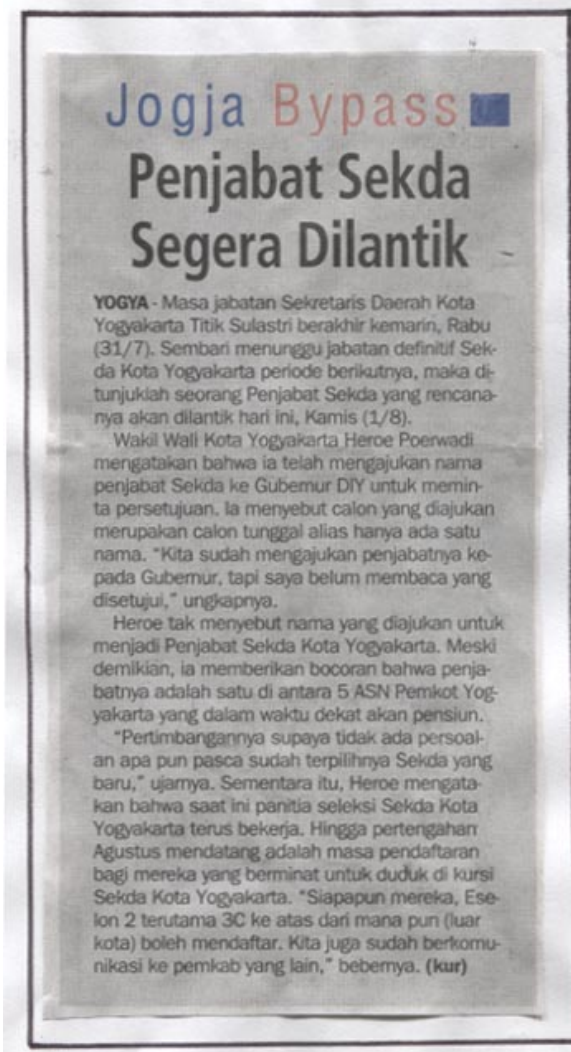 Jogja Bypass
Penjabat Sekda
Segera Dilantik
YOGYA - Masa jabatan Sekretaris Daerah Kota
Yogyakarta Titik Sulastri berakhir kemarin, Rabu
(31/7). Sembari menunggu jabatan definitif Sek-
da Kota Yogyakarta periode berikutnya, maka di-
tunjuklah seorang Penjabat Sekda yang rencana-
nya akan dilantik hari ini, Kamis (1/8).
Wakil Wali Kota Yogyakarta Heroe Poerwadi
mengatakan bahwa ia telah mengajukan nama
penjabat Sekda ke Gubernur DIY untuk memin-
ta persetujuan. Ia menyebut calon yang diajukan
merupakan calon tunggal alias hanya ada satu
nama. "Kita sudah mengajukan penjabatnya ke-
pada Gubernur, tapi saya belum membaca yang
disetujui," ungkapnya.
Heroe tak menyebut nama yang diajukan untuk
menjadi Penjabat Sekda Kota Yogyakarta. Meski
demikian, ia memberikan bocoran bahwa penja-
batnya adalah satu di antara 5 ASN Pemkot Yog-
yakarta yang dalam waktu dekat akan pensiun.
"Pertimbangannya supaya tidak ada persoal-
an apa pun pasca sudah terpilihnya Sekda yang
baru," ujarnya. Sementara itu, Heroe mengata-
kan bahwa saat ini panitia seleksi Sekda Kota
Yogyakarta terus bekerja. Hingga pertengahan
Agustus mendatang adalah masa pendaftaran
bagi mereka yang berminat untuk duduk di kursi
Sekda Kota Yogyakarta. "Siapapun mereka, Ese-
lon 2 terutama 3C ke atas dari mana pun (luar
kota) boleh mendaftar. Kita juga sudah berkomu-
nikasi ke pemkab yang lain," bebernya. (kur)